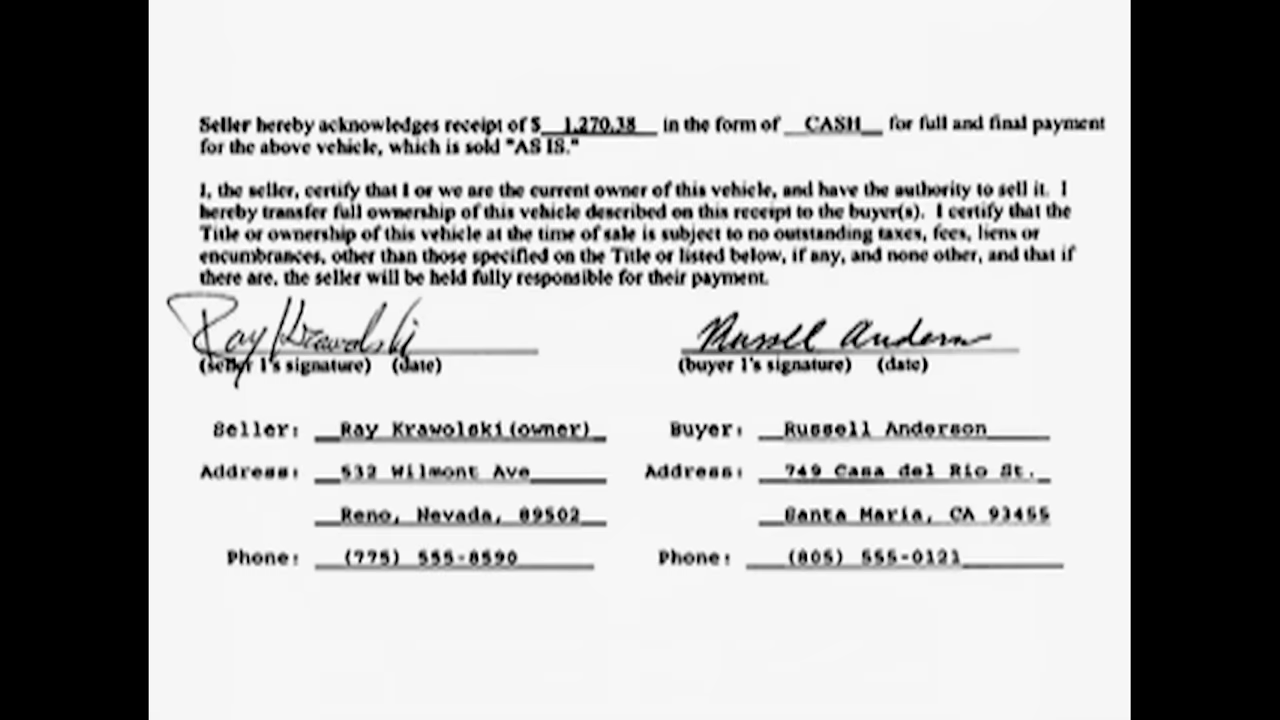 Seller hereby acknowledges receipt of $ 1,270.38 in the form of CASH for full and final payment
for the above vehicle, which is sold "AS IS."
I, the seller, certify that I or we are the current owner of this vehicle, and have the authority to sell it. I
hereby transfer full ownership of this vehicle described on this receipt to the buyer(s). I certify that the
Title or ownership of this vehicle at the time of sale is subject to no outstanding taxes, fees, liens or
encumbrances, other than those specified on the Title or listed below, if any, and none other, and that if
there are, the seller will be held fully responsible for their payment.
Ray Krawolski Russell Anderson
(seller 1's signature) (date) (buyer 1's signature) (date)
Seller: Ray Krawolski (owner) Buyer: Russell Anderson
Address: 532 Wilmont Ave Address: 749 Casa del Rio St.
Reno, Nevada, 89502 Santa Maria, CA 93455
Phone: (775) 555-8590 Phone: (805) 555-0121